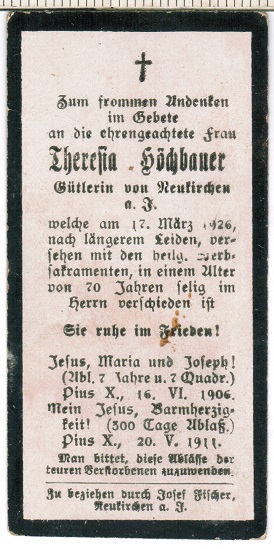 Zum frommen Andenken
im Gebete
an die ehrengeachtete Frau
Theresia Höchbauer
Gütlerin von Neukirchen
a. J.
welche am 17. März 1926,
nach längerem Leiden, ver-
sehen mit den heilg. Sterb-
sakramenten, in einem Alter
von 70 Jahren selig im
Herrn verschieden ist
Sie ruhe im Frieden!
Jesus, Maria und Joseph!
(Abl. 7 Jahre u. 7 Quadr.)
Pius X., 16. VI. 1906.
Mein Jesus, Barmherzig-
keit! (300 Tage Ablaß.)
Pius X., 20. V. 1911.
Man bittet, diese Ablässe der
teuren Verstorbenen zuzuwenden
Zu beziehen durch Josef Fischer,
Neukirchen a. J.